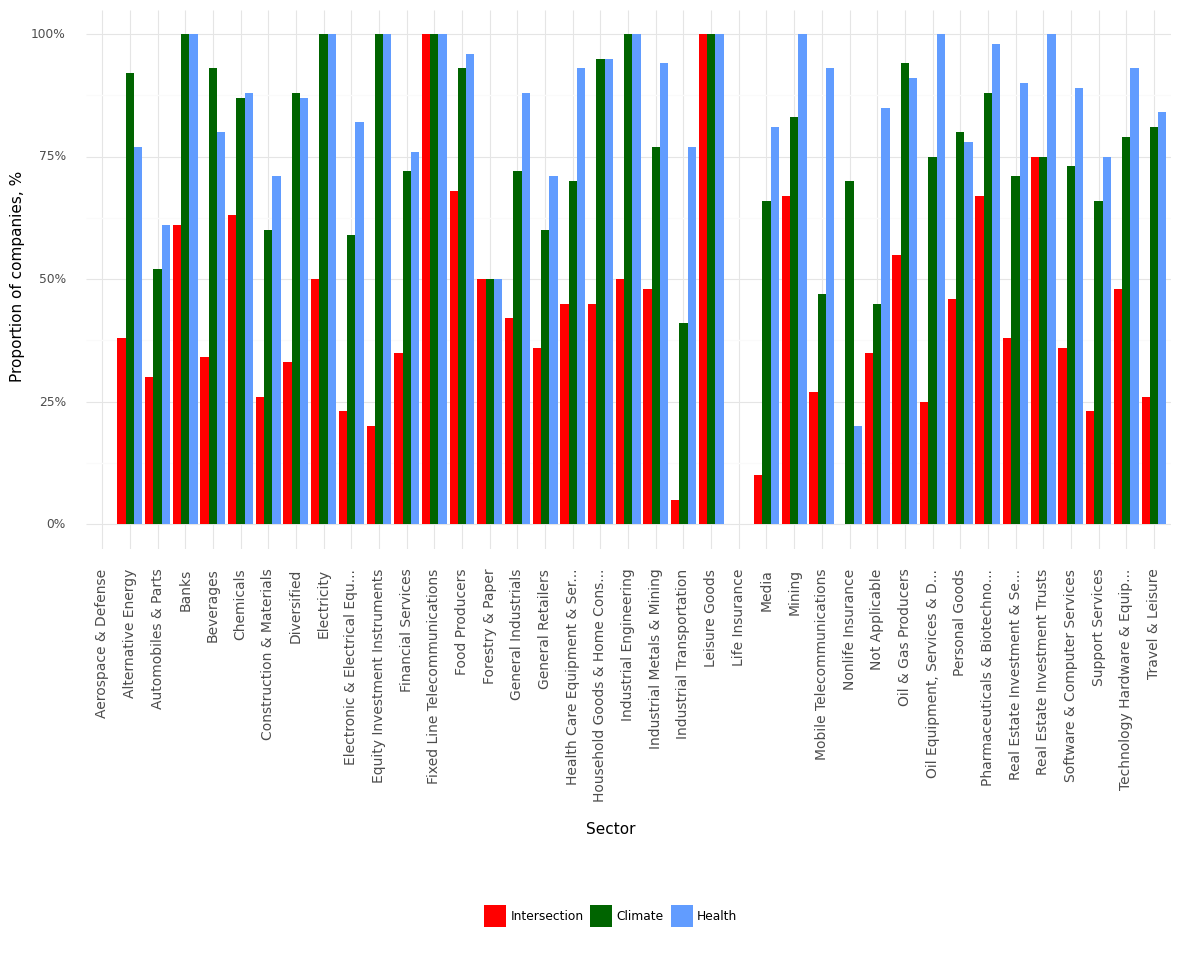 100%
75%
50%
25%
0%
Proportion of companies, %
Aerospace & Defense
Alternative Energy
Automobiles & Parts
Banks
Beverages
Chemicals
Construction & Materials
Diversified
Electricity
Electronic & Electrical Equ...
Equity Investment Instruments
Financial Services
Fixed Line Telecommunications
Food Producers
Forestry & Paper
General Industrials
General Retailers
Health Care Equipment & Ser...
Household Goods & Home Cons...
Industrial Engineering
Industrial Metals & Mining
Industrial Transportation
Leisure Goods
Life Insurance
Media
Mining
Mobile Telecommunications
Nonlife Insurance
Not Applicable
Oil & Gas Producers
Oil Equipment, Services & D...
Personal Goods
Pharmaceuticals & Biotechno...
Real Estate Investment & Se...
Real Estate Investment Trusts
Software & Computer Services
Support Services
Technology Hardware & Equip...
Travel & Leisure
Sector
Intersection
Climate
Health